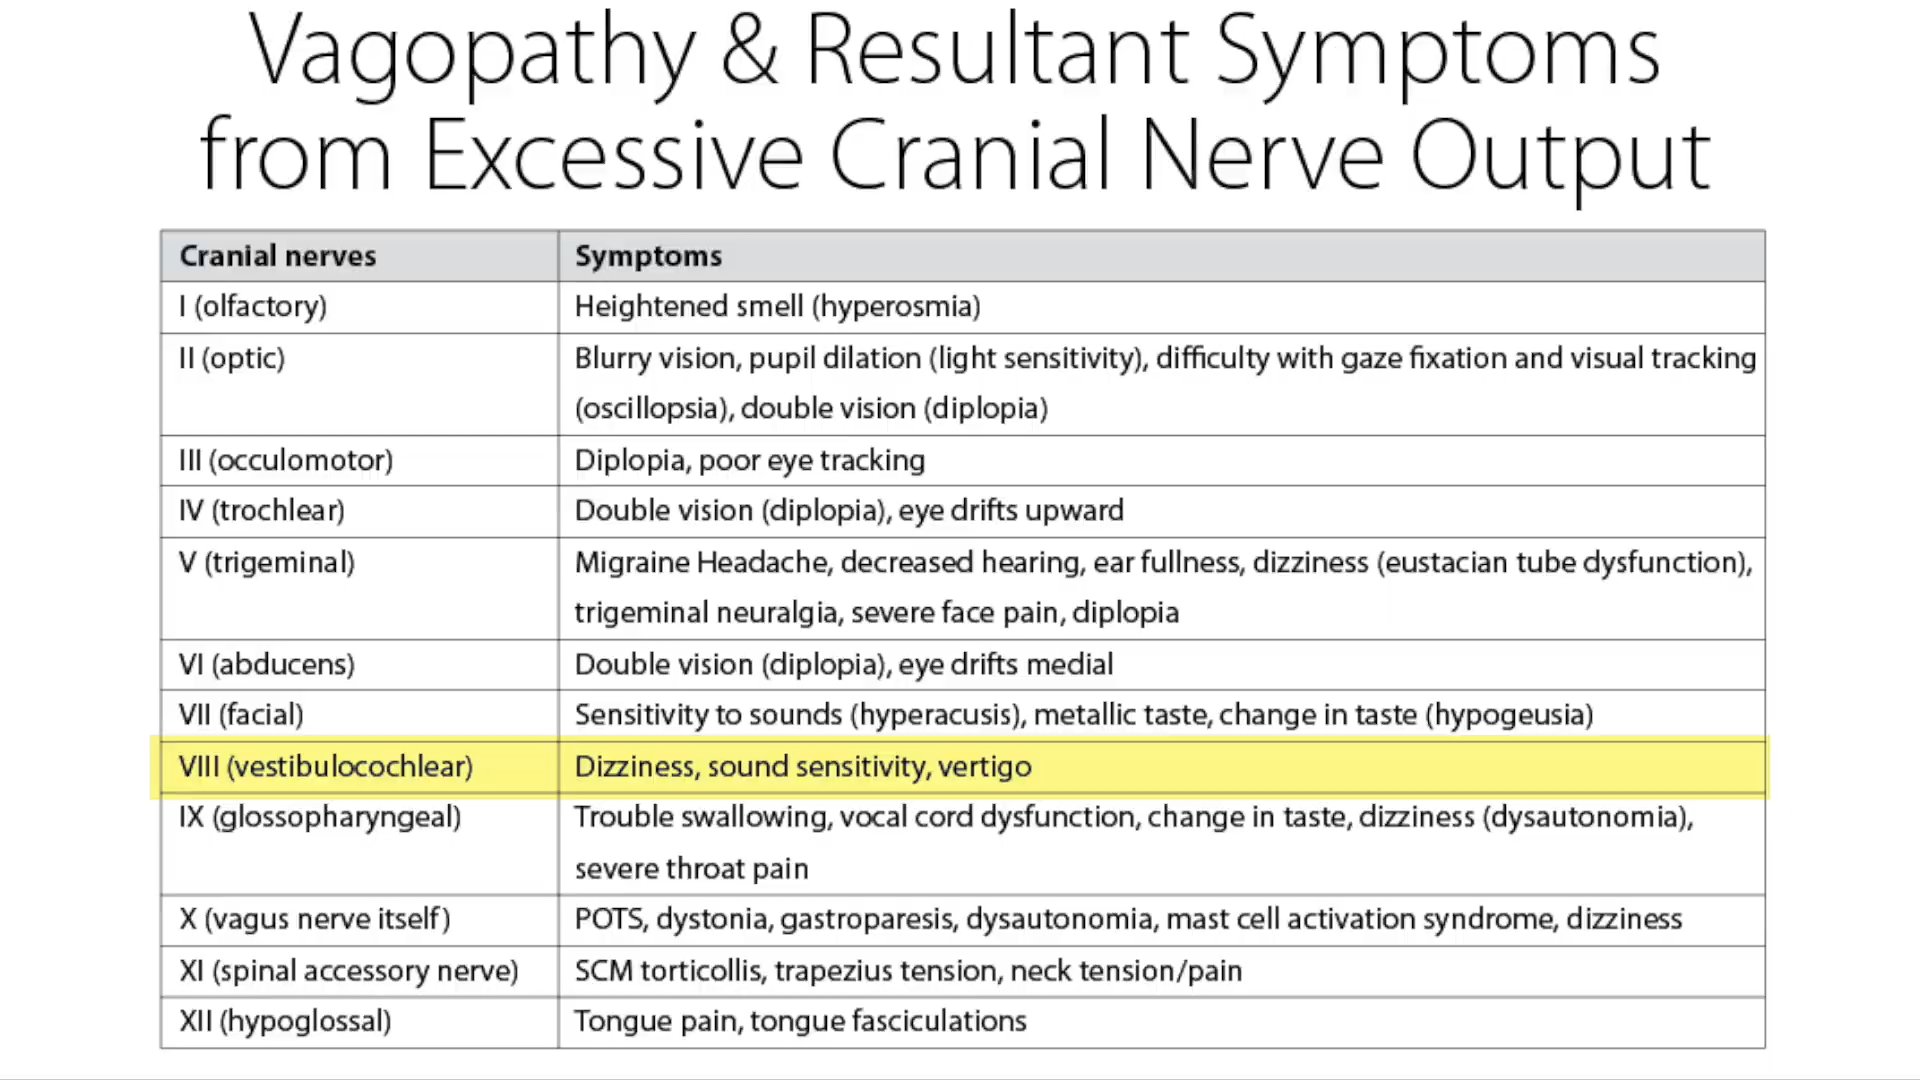 Vagopathy & Resultant Symptoms
from Excessive Cranial Nerve Output
Cranial nerves Symptoms
I (olfactory) Heightened smell (hyperosmia)
II (optic) Blurry vision, pupil dilation (light sensitivity), difficulty with gaze fixation and visual tracking
(oscillopsia), double vision (diplopia)
III (occulomotor) Diplopia, poor eye tracking
IV (trochlear) Double vision (diplopia), eye drifts upward
V (trigeminal) Migraine Headache, decreased hearing, ear fullness, dizziness (eustacian tube dysfunction),
trigeminal neuralgia, severe face pain, diplopia
VI (abducens) Double vision (diplopia), eye drifts medial
VII (facial) Sensitivity to sounds (hyperacusis), metallic taste, change in taste (hypogeusia)
VIII (vestibulocochlear) Dizziness, sound sensitivity, vertigo
IX (glossopharyngeal) Trouble swallowing, vocal cord dysfunction, change in taste, dizziness (dysautonomia),
severe throat pain
X (vagus nerve itself) POTS, dystonia, gastroparesis, dysautonomia, mast cell activation syndrome, dizziness
XI (spinal accessory nerve) SCM torticollis, trapezius tension, neck tension/pain
XII (hypoglossal) Tongue pain, tongue fasciculations